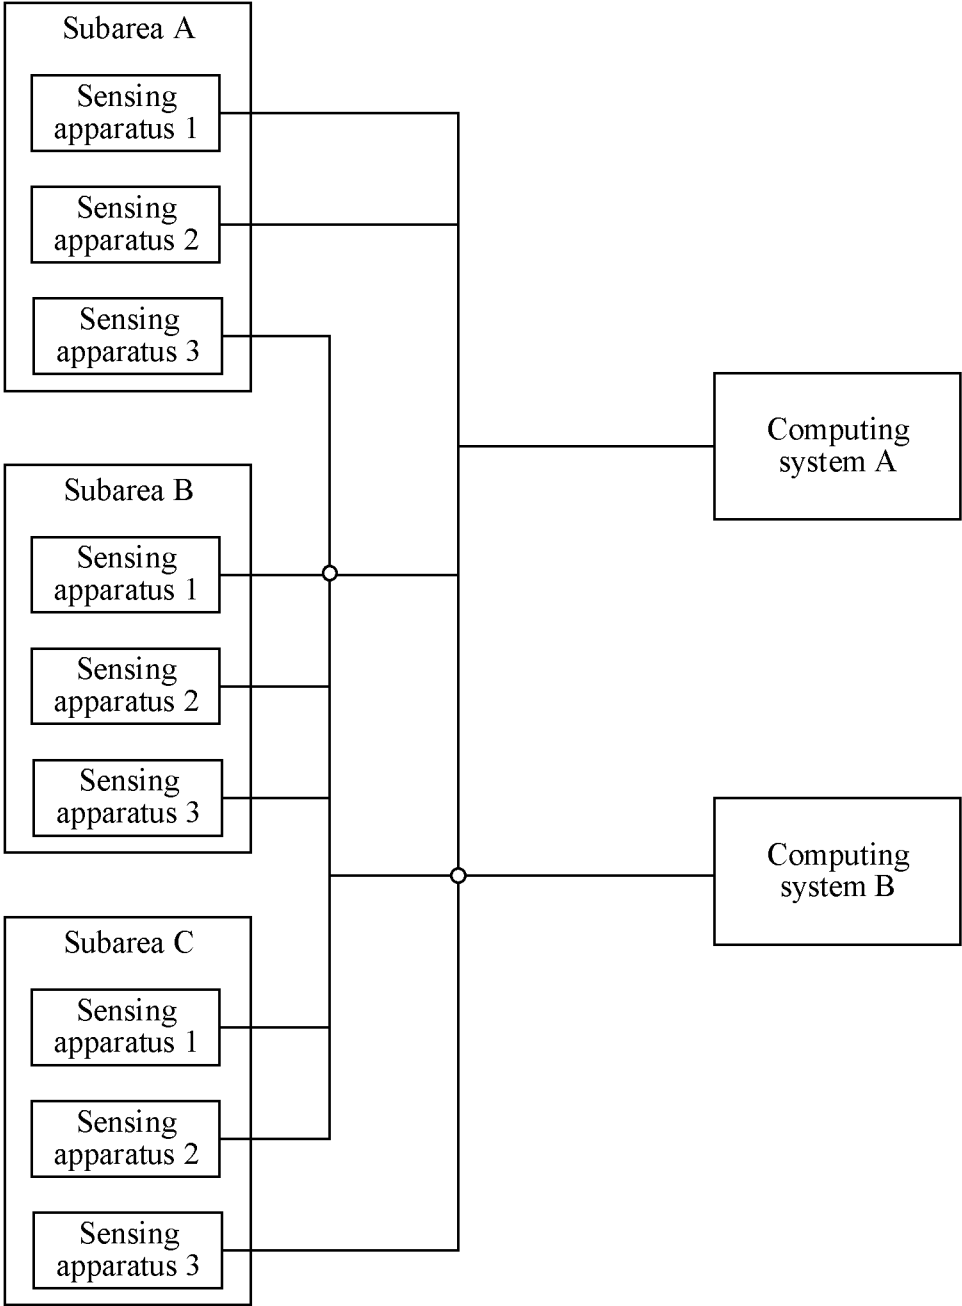 Subarea A
Sensing
apparatus 1
Sensing
apparatus 2
Sensing
apparatus 3
Computing
system A
Subarea B
Sensing
apparatus 1
Sensing
apparatus 2
Sensing
apparatus 3
Computing
system B
Subarea C
Sensing
apparatus 1
Sensing
apparatus 2
Sensing
apparatus 3